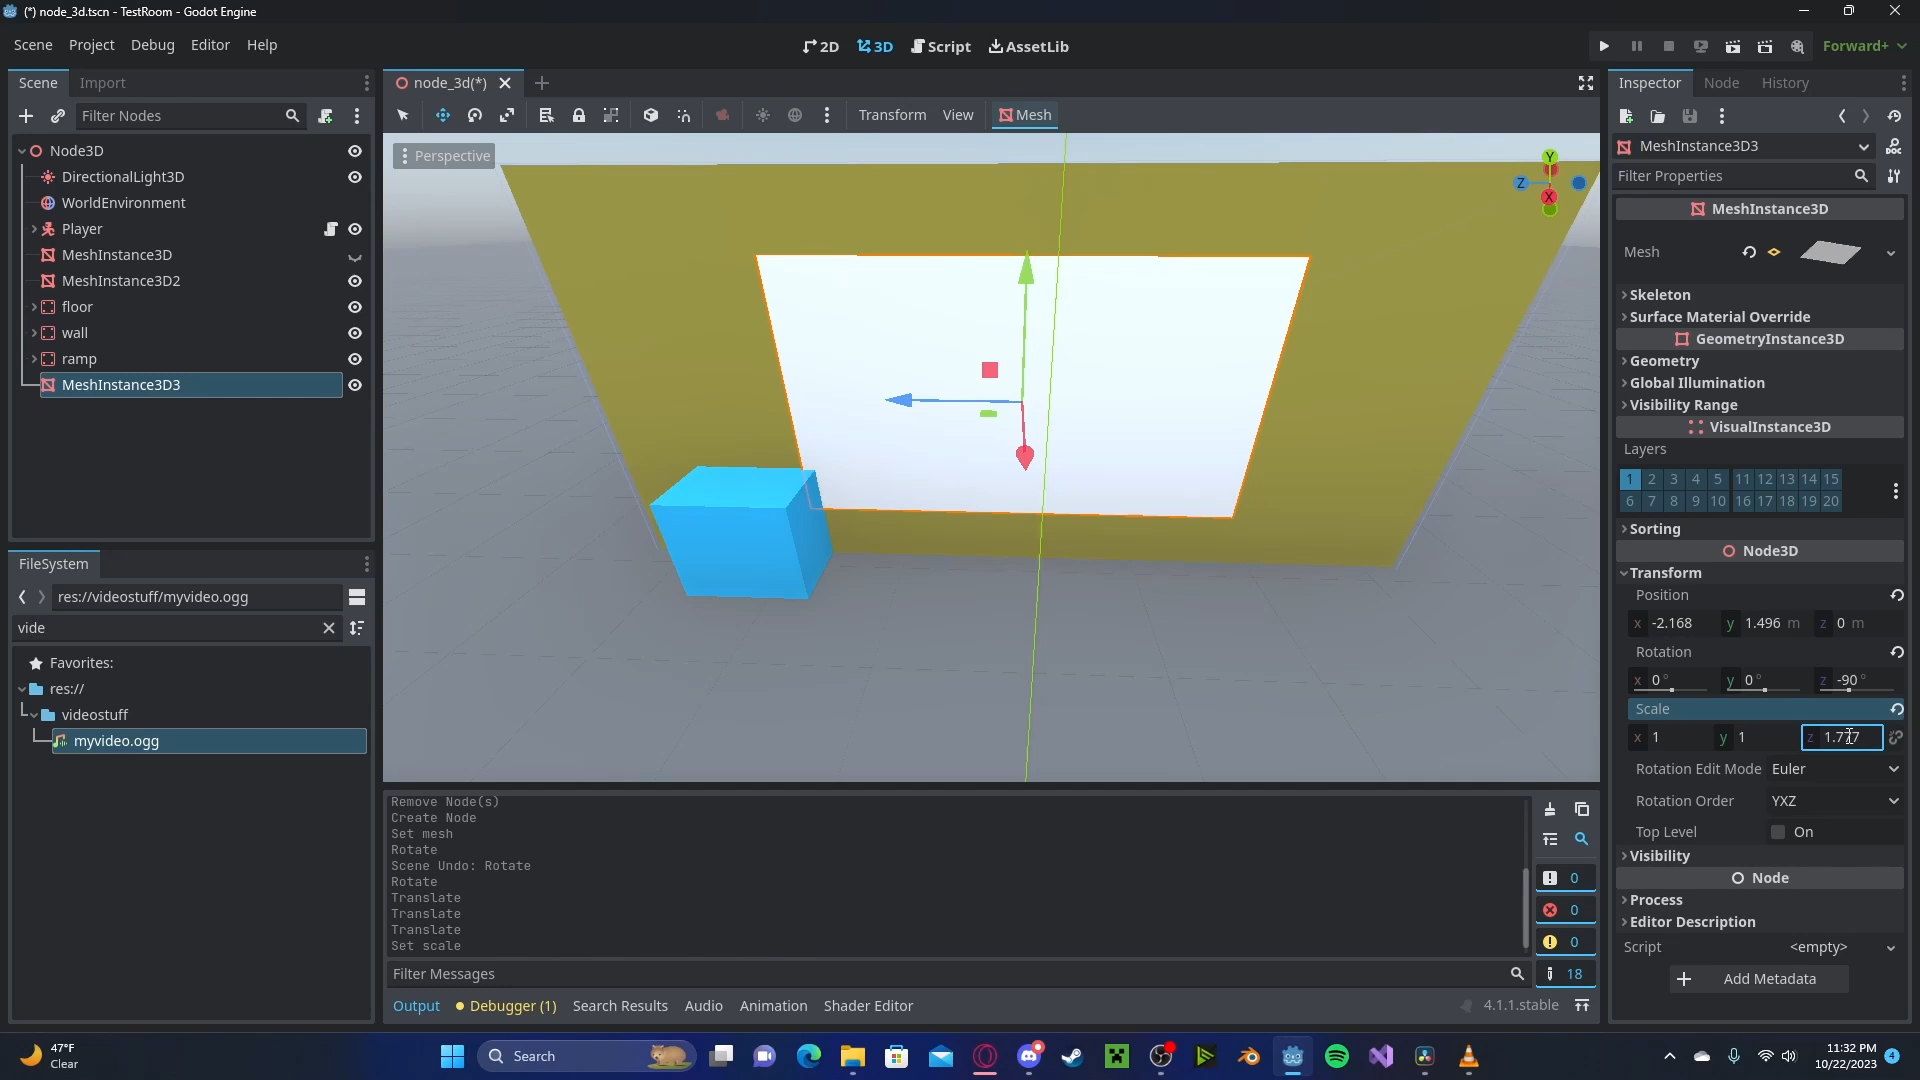 (*) node_3d.tscn - TestRoom - Godot Engine
Scene Project Debug Editor Help
2D 3D Script AssetLib
Forward+
Scene Import
Filter Nodes
Node3D
DirectionalLight3D
WorldEnvironment
Player
MeshInstance3D
MeshInstance3D2
floor
wall
ramp
MeshInstance3D3
FileSystem
res://videostuff/myvideo.ogg
vide
Favorites:
res://
videostuff
myvideo.ogg
node_3d(*)
Transform View Mesh
Perspective
Y
Z
X
Remove Node(s)
Create Node
Set mesh
Rotate
Scene Undo: Rotate
Rotate
Translate
Translate
Translate
Set scale
Filter Messages
0
0
0
18
Output Debugger (1) Search Results Audio Animation Shader Editor
4.1.1.stable
Inspector Node History
MeshInstance3D3
Filter Properties
MeshInstance3D
Mesh
Skeleton
Surface Material Override
GeometryInstance3D
Geometry
Global Illumination
Visibility Range
VisualInstance3D
Layers
1 2 3 4 5 11 12 13 14 15
6 7 8 9 10 16 17 18 19 20
Sorting
Node3D
Transform
Position
x -2.168 y 1.496 m z 0 m
Rotation
x 0° y 0° z -90°
Scale
x 1 y 1 z 1.777
Rotation Edit Mode Euler
Rotation Order YXZ
Top Level On
Visibility
Node
Process
Editor Description
Script <empty>
Add Metadata
47°F
Clear
Search
11:32 PM
10/22/2023
4